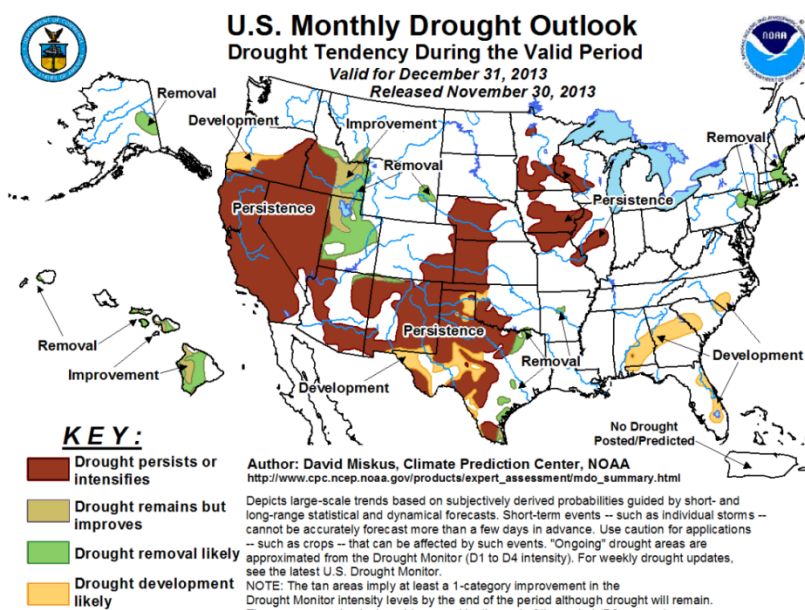 U.S. Monthly Drought Outlook
Drought Tendency During the Valid Period
Valid for December 31, 2013
Released November 30, 2013
DEPARTMENT OF COMMERCE
NOAA
Removal
Development
Improvement
Removal
Removal
Persistence
Persistence
Persistence
Removal
Removal
Development
Development
Improvement
No Drought
Posted/Predicted
KEY:
Drought persists or
intensifies
Drought remains but
improves
Drought removal likely
Drought development
likely
Author: David Miskus, Climate Prediction Center, NOAA
http://www.cpc.ncep.noaa.gov/products/expert_assessment/mdo_summary.html
Depicts large-scale trends based on subjectively derived probabilities guided by short- and
long-range statistical and dynamical forecasts. Short-term events -- such as individual storms --
cannot be accurately forecast more than a few days in advance. Use caution for applications
-- such as crops -- that can be affected by such events. "Ongoing" drought areas are
approximated from the Drought Monitor (D1 to D4 intensity). For weekly drought updates,
see the latest U.S. Drought Monitor.
NOTE: The tan areas imply at least a 1-category improvement in the
Drought Monitor intensity levels by the end of the period although drought will remain.